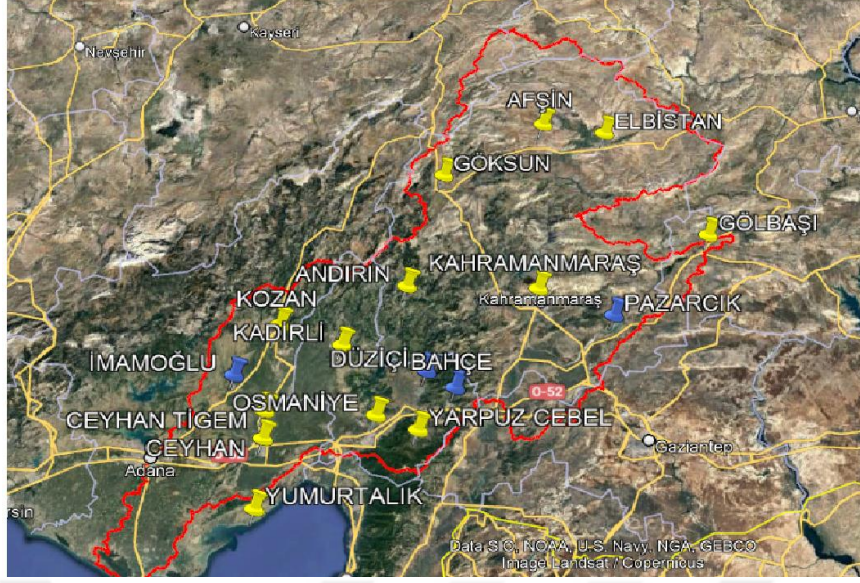 Kayseri
Nevşehir
AFŞİN
ELBİSTAN
GÖKSUN
GÖLBAŞI
ANDIRIN
KAHRAMANMARAŞ
KOZAN
Kahramanmaraş
PAZARCIK
KADİRLİ
İMAMOĞLU
DÜZİÇİ
BAHÇE
OSMANİYE
O-52
CEYHAN TİGEM
YARPUZ CEBEL
CEYHAN
Gaziantep
Adana
YUMURTALIK
rsin
Data SIO, NOAA, U.S. Navy, NGA, GEBCO
Image Landsat / Copernicus